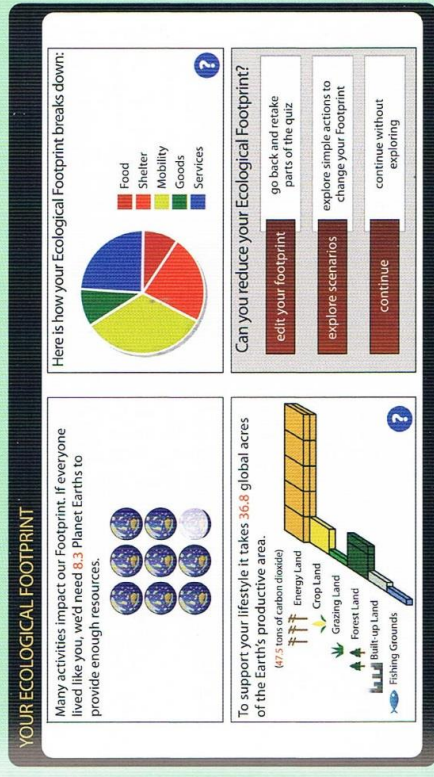 YOUR ECOLOGICAL FOOTPRINT
Many activities impact our Footprint. If everyone
lived like you, we'd need 8.3 Planet Earths to
provide enough resources.
Here is how your Ecological Footprint breaks down:
Food
Shelter
Mobility
Goods
Services
?
To support your lifestyle it takes 36.8 global acres
of the Earth's productive area.
(47.5 tons of carbon dioxide)
Energy Land
Crop Land
Grazing Land
Forest Land
Built-up Land
Fishing Grounds
?
Can you reduce your Ecological Footprint?
edit your footprint
go back and retake
parts of the quiz
explore scenarios
explore simple actions to
change your Footprint
continue
continue without
exploring